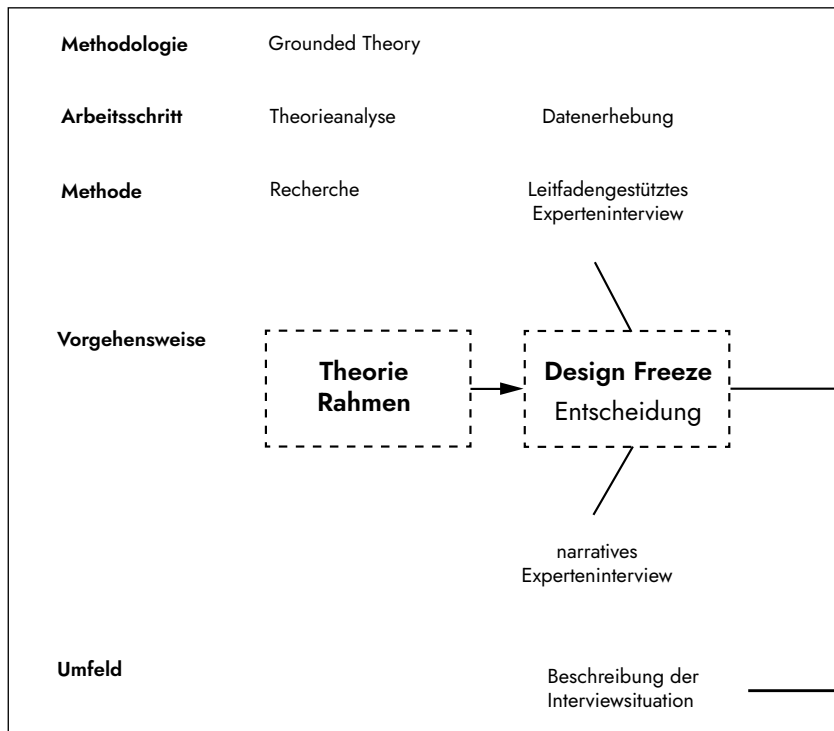 Methodologie
Grounded Theory
Arbeitsschritt
Theorieanalyse
Datenerhebung
Methode
Recherche
Leitfadengestütztes
Experteninterview
Vorgehensweise
Theorie
Rahmen
Design Freeze
Entscheidung
narratives
Experteninterview
Umfeld
Beschreibung der
Interviewsituation